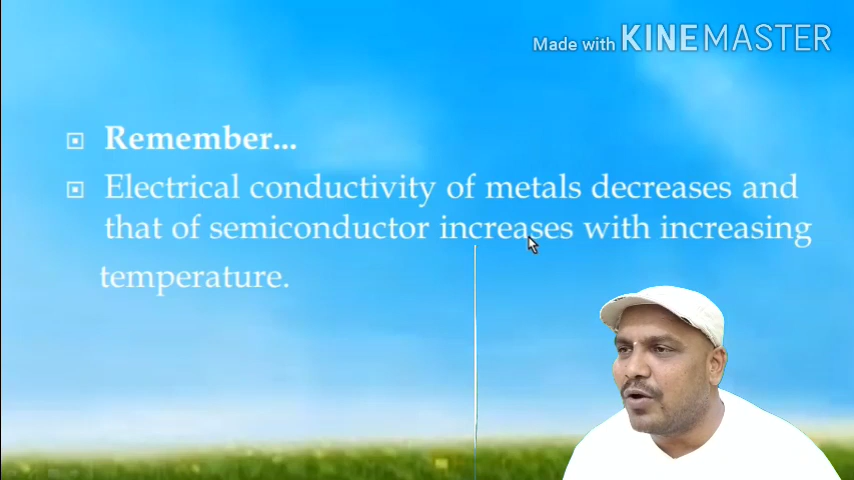 Made with KINEMASTER
Remember...
Electrical conductivity of metals decreases and
that of semiconductor increases with increasing
temperature.